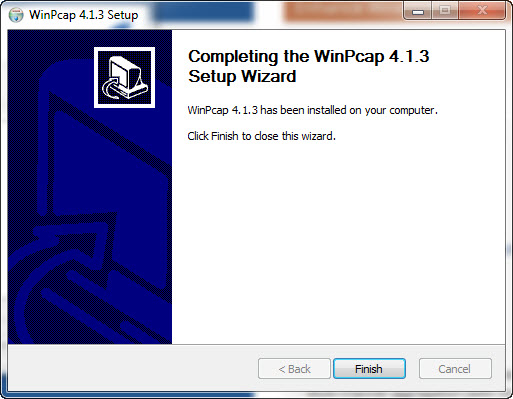 WinPcap 4.1.3 Setup
Completing the WinPcap 4.1.3
Setup Wizard
WinPcap 4.1.3 has been installed on your computer.
Click Finish to close this wizard.
< Back
Finish
Cancel